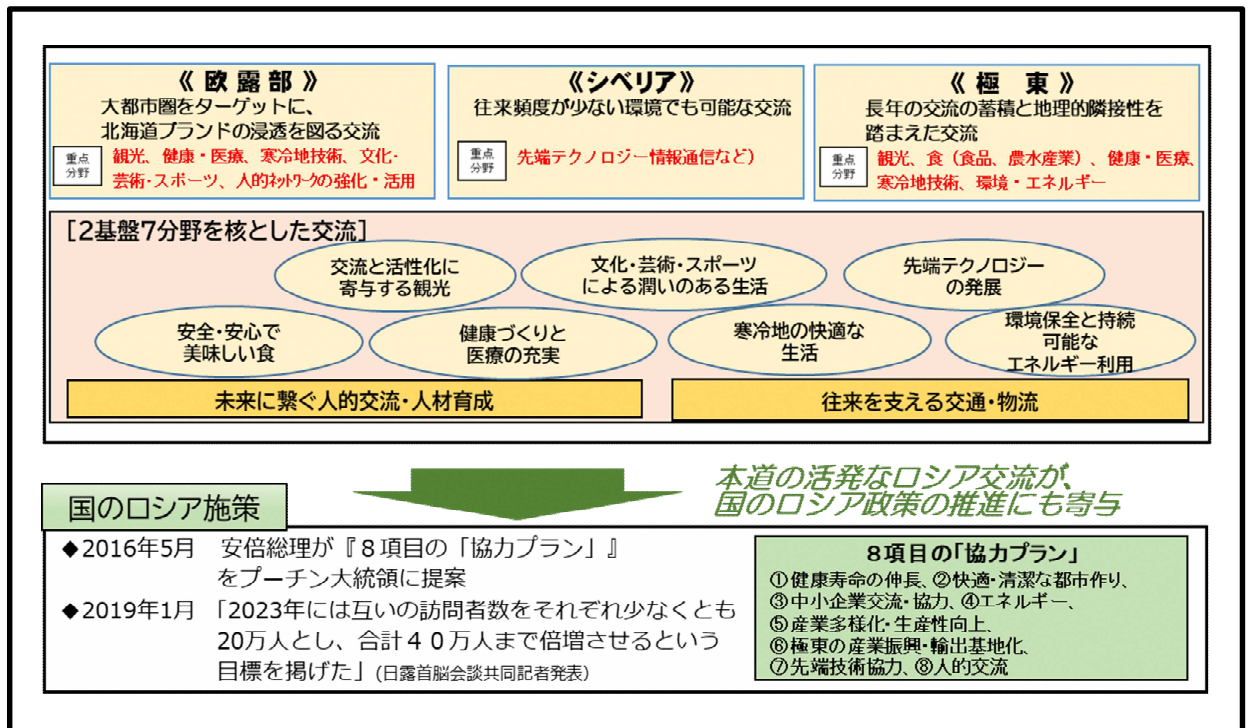 《 欧 露 部 》
大都市圏をターゲットに、
北海道ブランドの浸透を図る交流
重点
分野
観光、健康・医療、寒冷地技術、文化・
芸術・スポーツ、人的ネットワークの強化・活用
《シベリア》
往来頻度が少ない環境でも可能な交流
重点
分野
先端テクノロジー情報通信など）
《 極　東 》
長年の交流の蓄積と地理的隣接性を
踏まえた交流
重点
分野
観光、食（食品、農水産業）、健康・医療、
寒冷地技術、環境・エネルギー
[2基盤7分野を核とした交流]
交流と活性化に
寄与する観光
文化・芸術・スポーツ
による潤いのある生活
先端テクノロジー
の発展
安全・安心で
美味しい食
健康づくりと
医療の充実
寒冷地の快適な
生活
環境保全と持続
可能な
エネルギー利用
未来に繋ぐ人的交流・人材育成
往来を支える交通・物流
本道の活発なロシア交流が、
国のロシア政策の推進にも寄与
国のロシア施策
◆2016年5月　安倍総理が『８項目の「協力プラン」』
をプーチン大統領に提案
◆2019年1月　「2023年には互いの訪問者数をそれぞれ少なくとも
20万人とし、合計４０万人まで倍増させるという
目標を掲げた」(日露首脳会談共同記者発表)
８項目の「協力プラン」
①健康寿命の伸長、②快適・清潔な都市作り、
③中小企業交流・協力、④エネルギー、
⑤産業多様化・生産性向上、
⑥極東の産業振興・輸出基地化、
⑦先端技術協力、⑧人的交流